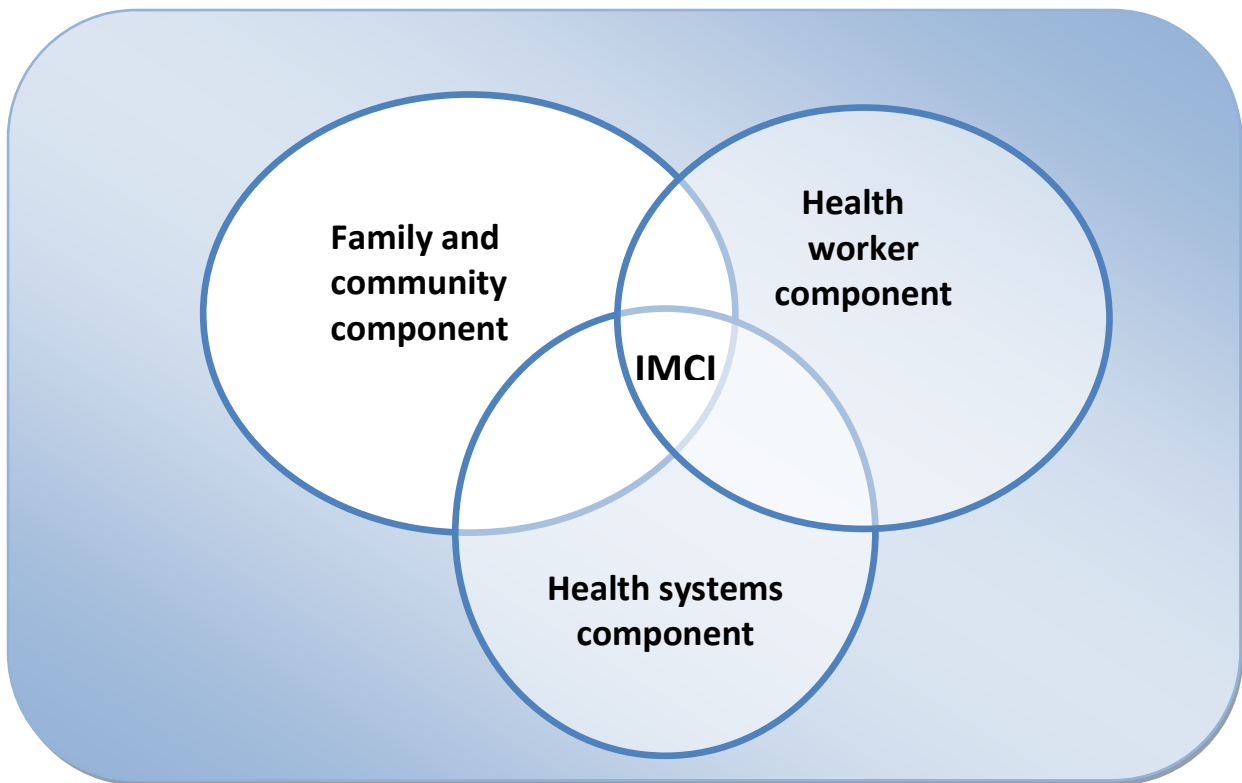 Family and
community
component
Health
worker
component
IMCI
Health systems
component